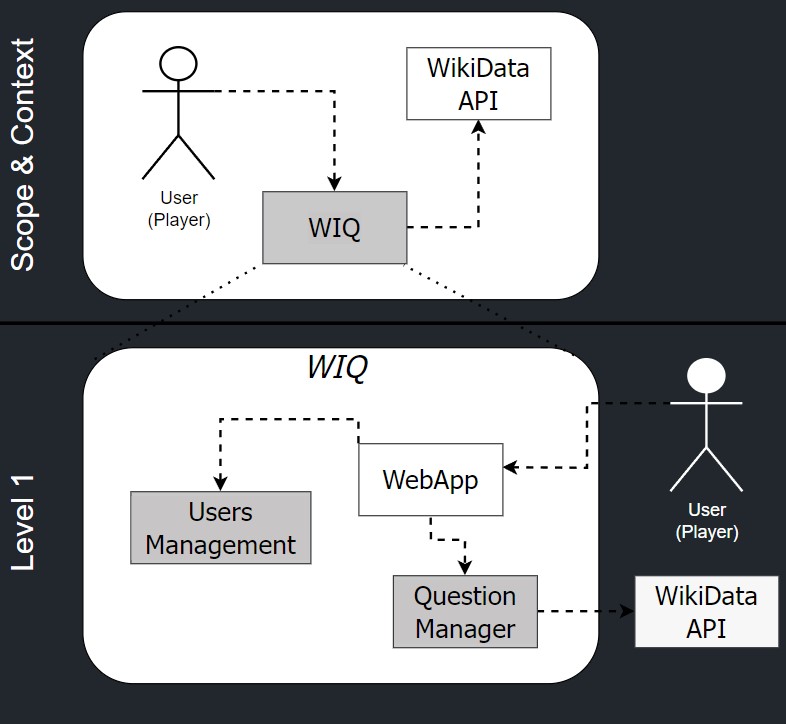 Scope & Context
User
(Player)
WikiData
API
WIQ
Level 1
WIQ
WebApp
Users
Management
Question
Manager
User
(Player)
WikiData
API